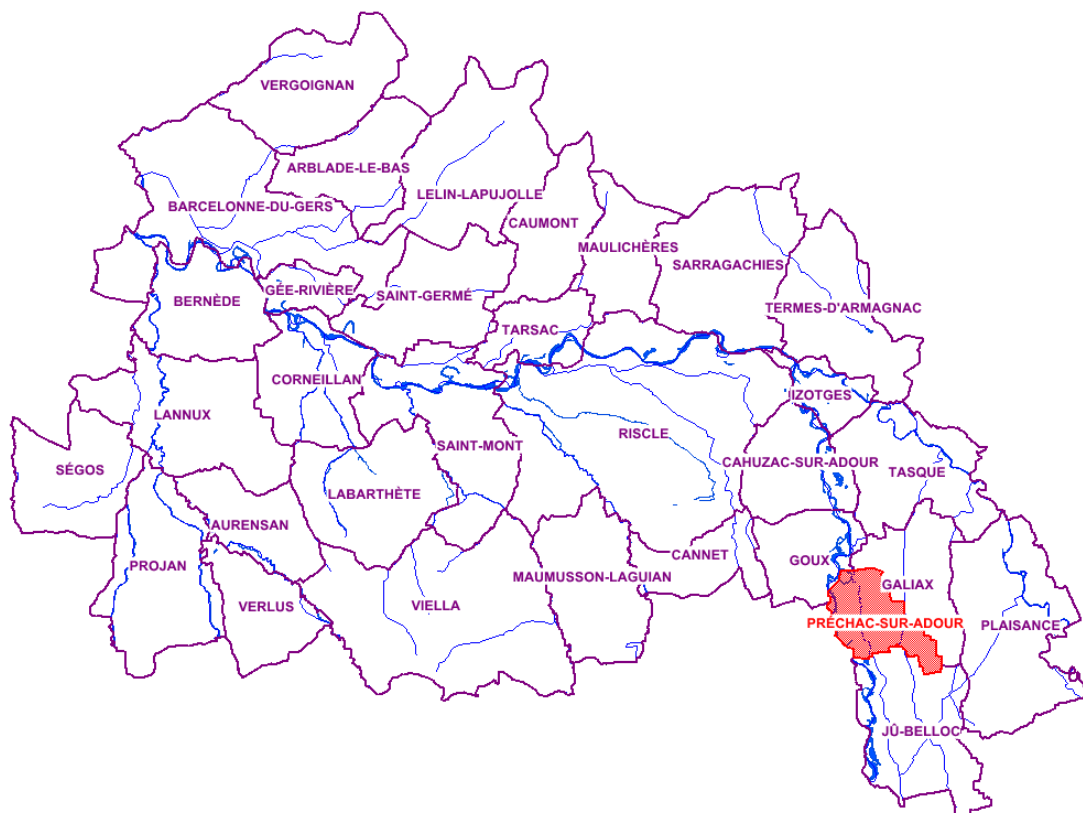 VERGOIGNAN
ARBLADE-LE-BAS
LELIN-LAPUJOLLE
BARCELONNE-DU-GERS
CAUMONT
MAULICHÈRES
SARRAGACHIES
GÉE-RIVIÈRE
SAINT-GERMÉ
BERNÈDE
TERMES-D'ARMAGNAC
TARSAC
CORNEILLAN
LANNUX
IZOTGES
RISCLE
SAINT-MONT
SÉGOS
CAHUZAC-SUR-ADOUR
TASQUE
LABARTHÈTE
AURENSAN
CANNET
GOUX
PROJAN
MAUMUSSON-LAGUIAN
GALIAX
VERLUS
VIELLA
PRÉCHAC-SUR-ADOUR
PLAISANCE
JÛ-BELLOC